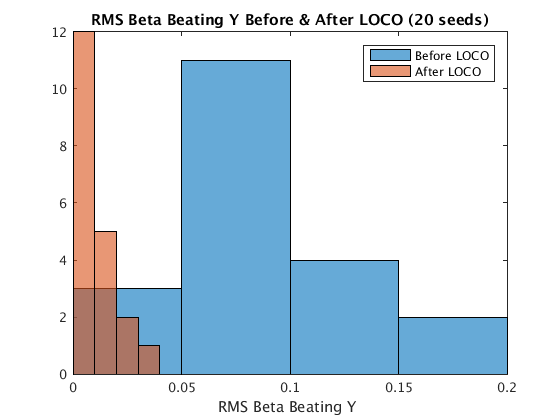 RMS Beta Beating Y Before & After LOCO (20 seeds)
12
10
8
6
4
2
0
Before LOCO
After LOCO
0 0.05 0.1 0.15 0.2
RMS Beta Beating Y